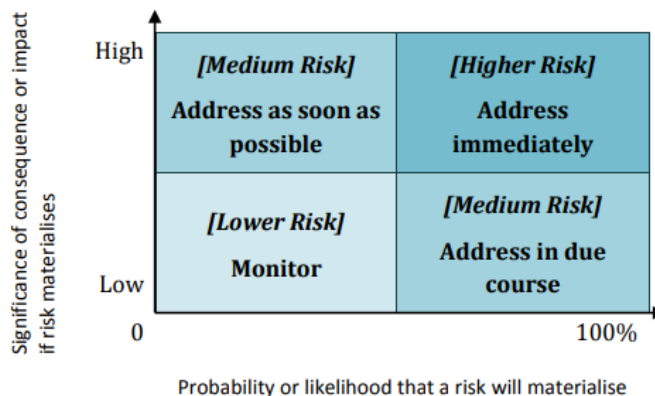 Significance of consequence or impact
if risk materialises
High
[Medium Risk]
Address as soon as
possible
[Higher Risk]
Address
immediately
[Lower Risk]
Monitor
[Medium Risk]
Address in due
course
Low
0
100%
Probability or likelihood that a risk will materialise